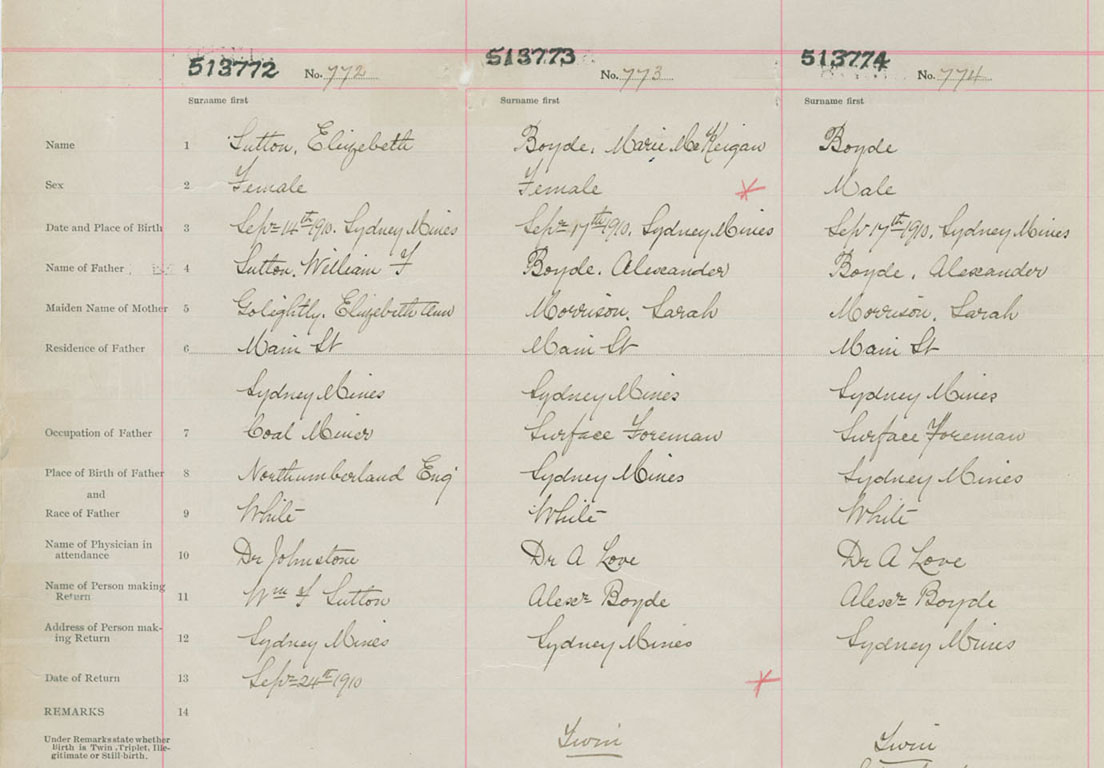 513772 No. 772 513773 No. 773 513774 No. 774
Surname first Surname first Surname first
Name 1 Sutton, Elizebeth Boyde, Marie McKeigan Boyde
Sex 2 Female Female Male
Date and Place of Birth 3 Sepr 14th 1910. Sydney Mines Sepr 17th 1910. Sydney Mines Sepr 17th 1910. Sydney Mines
Name of Father 4 Sutton, William F Boyde. Alexander Boyde. Alexander
Maiden Name of Mother 5 Golightly. Elizebeth Ann Morrison. Sarah Morrison. Sarah
Residence of Father 6 Main St Main St Main St
Sydney Mines Sydney Mines Sydney Mines
Occupation of Father 7 Coal Miner Surface Foreman Surface Foreman
Place of Birth of Father 8 Northumberland Eng Sydney Mines Sydney Mines
and
Race of Father 9 White White White
Name of Physician in
attendance 10 Dr Johnstone Dr A Love Dr A Love
Name of Person making
Return 11 Wm F Sutton Alexr Boyde Alexr Boyde
Address of Person mak-
ing Return 12 Sydney Mines Sydney Mines Sydney Mines
Date of Return 13 Sepr 24th 1910
REMARKS 14
Under Remarks state whether
Birth is Twin, Triplet, Ille-
gitimate or Still-birth.
Twin Twin